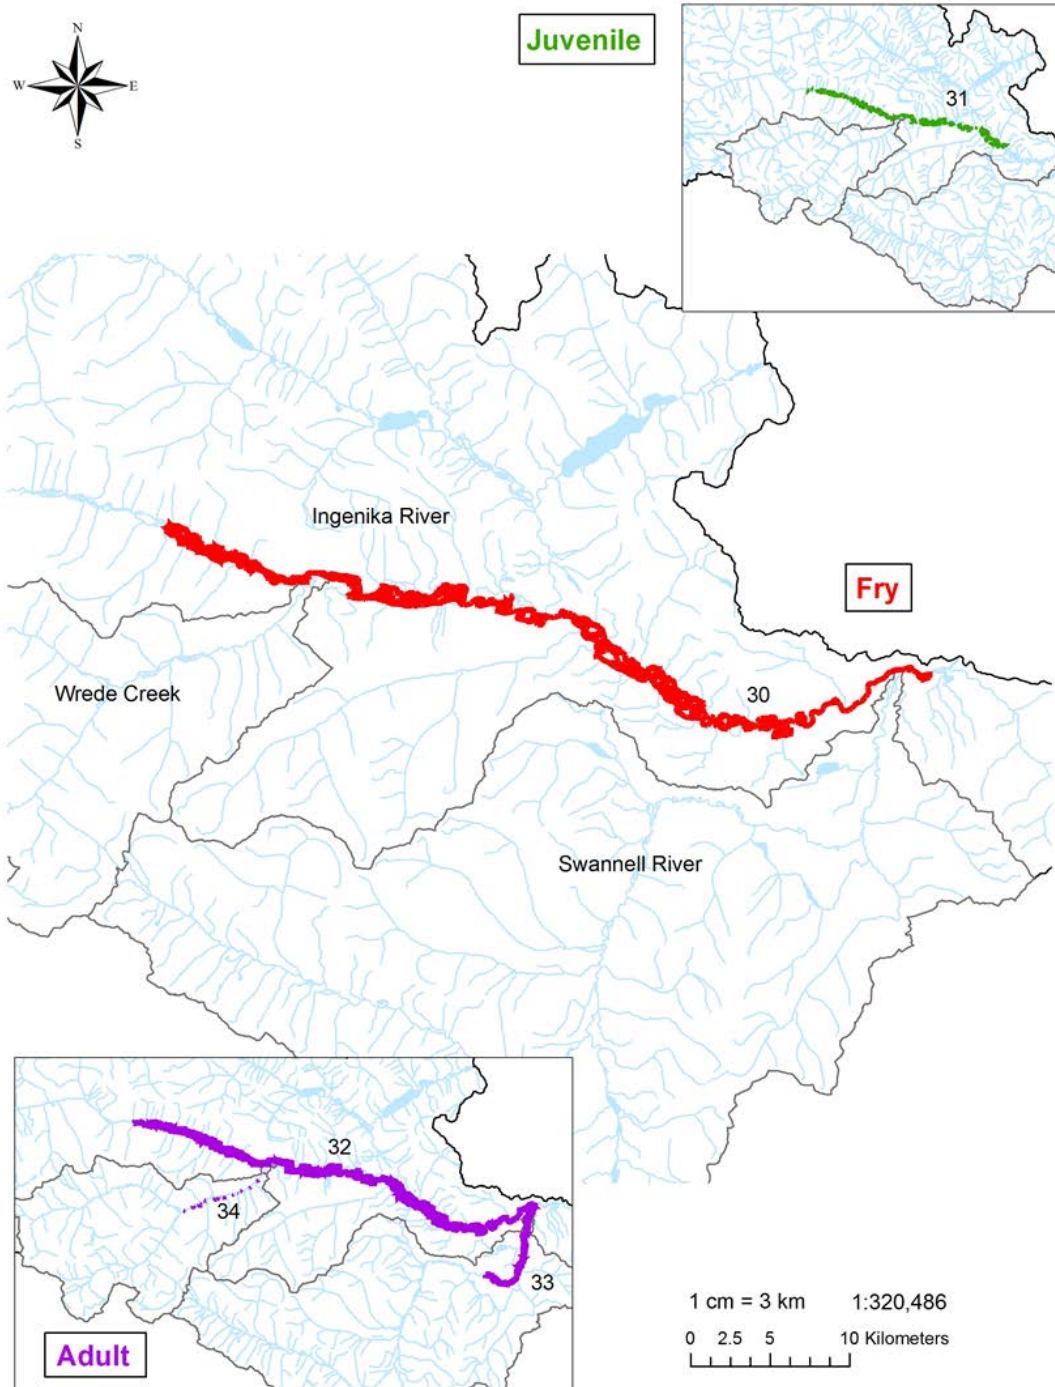 N
W E
S
Juvenile
31
Ingenika River
Fry
Wrede Creek
30
Swannell River
32
34
33
Adult
1 cm = 3 km 1:320,486
0 2.5 5 10 Kilometers